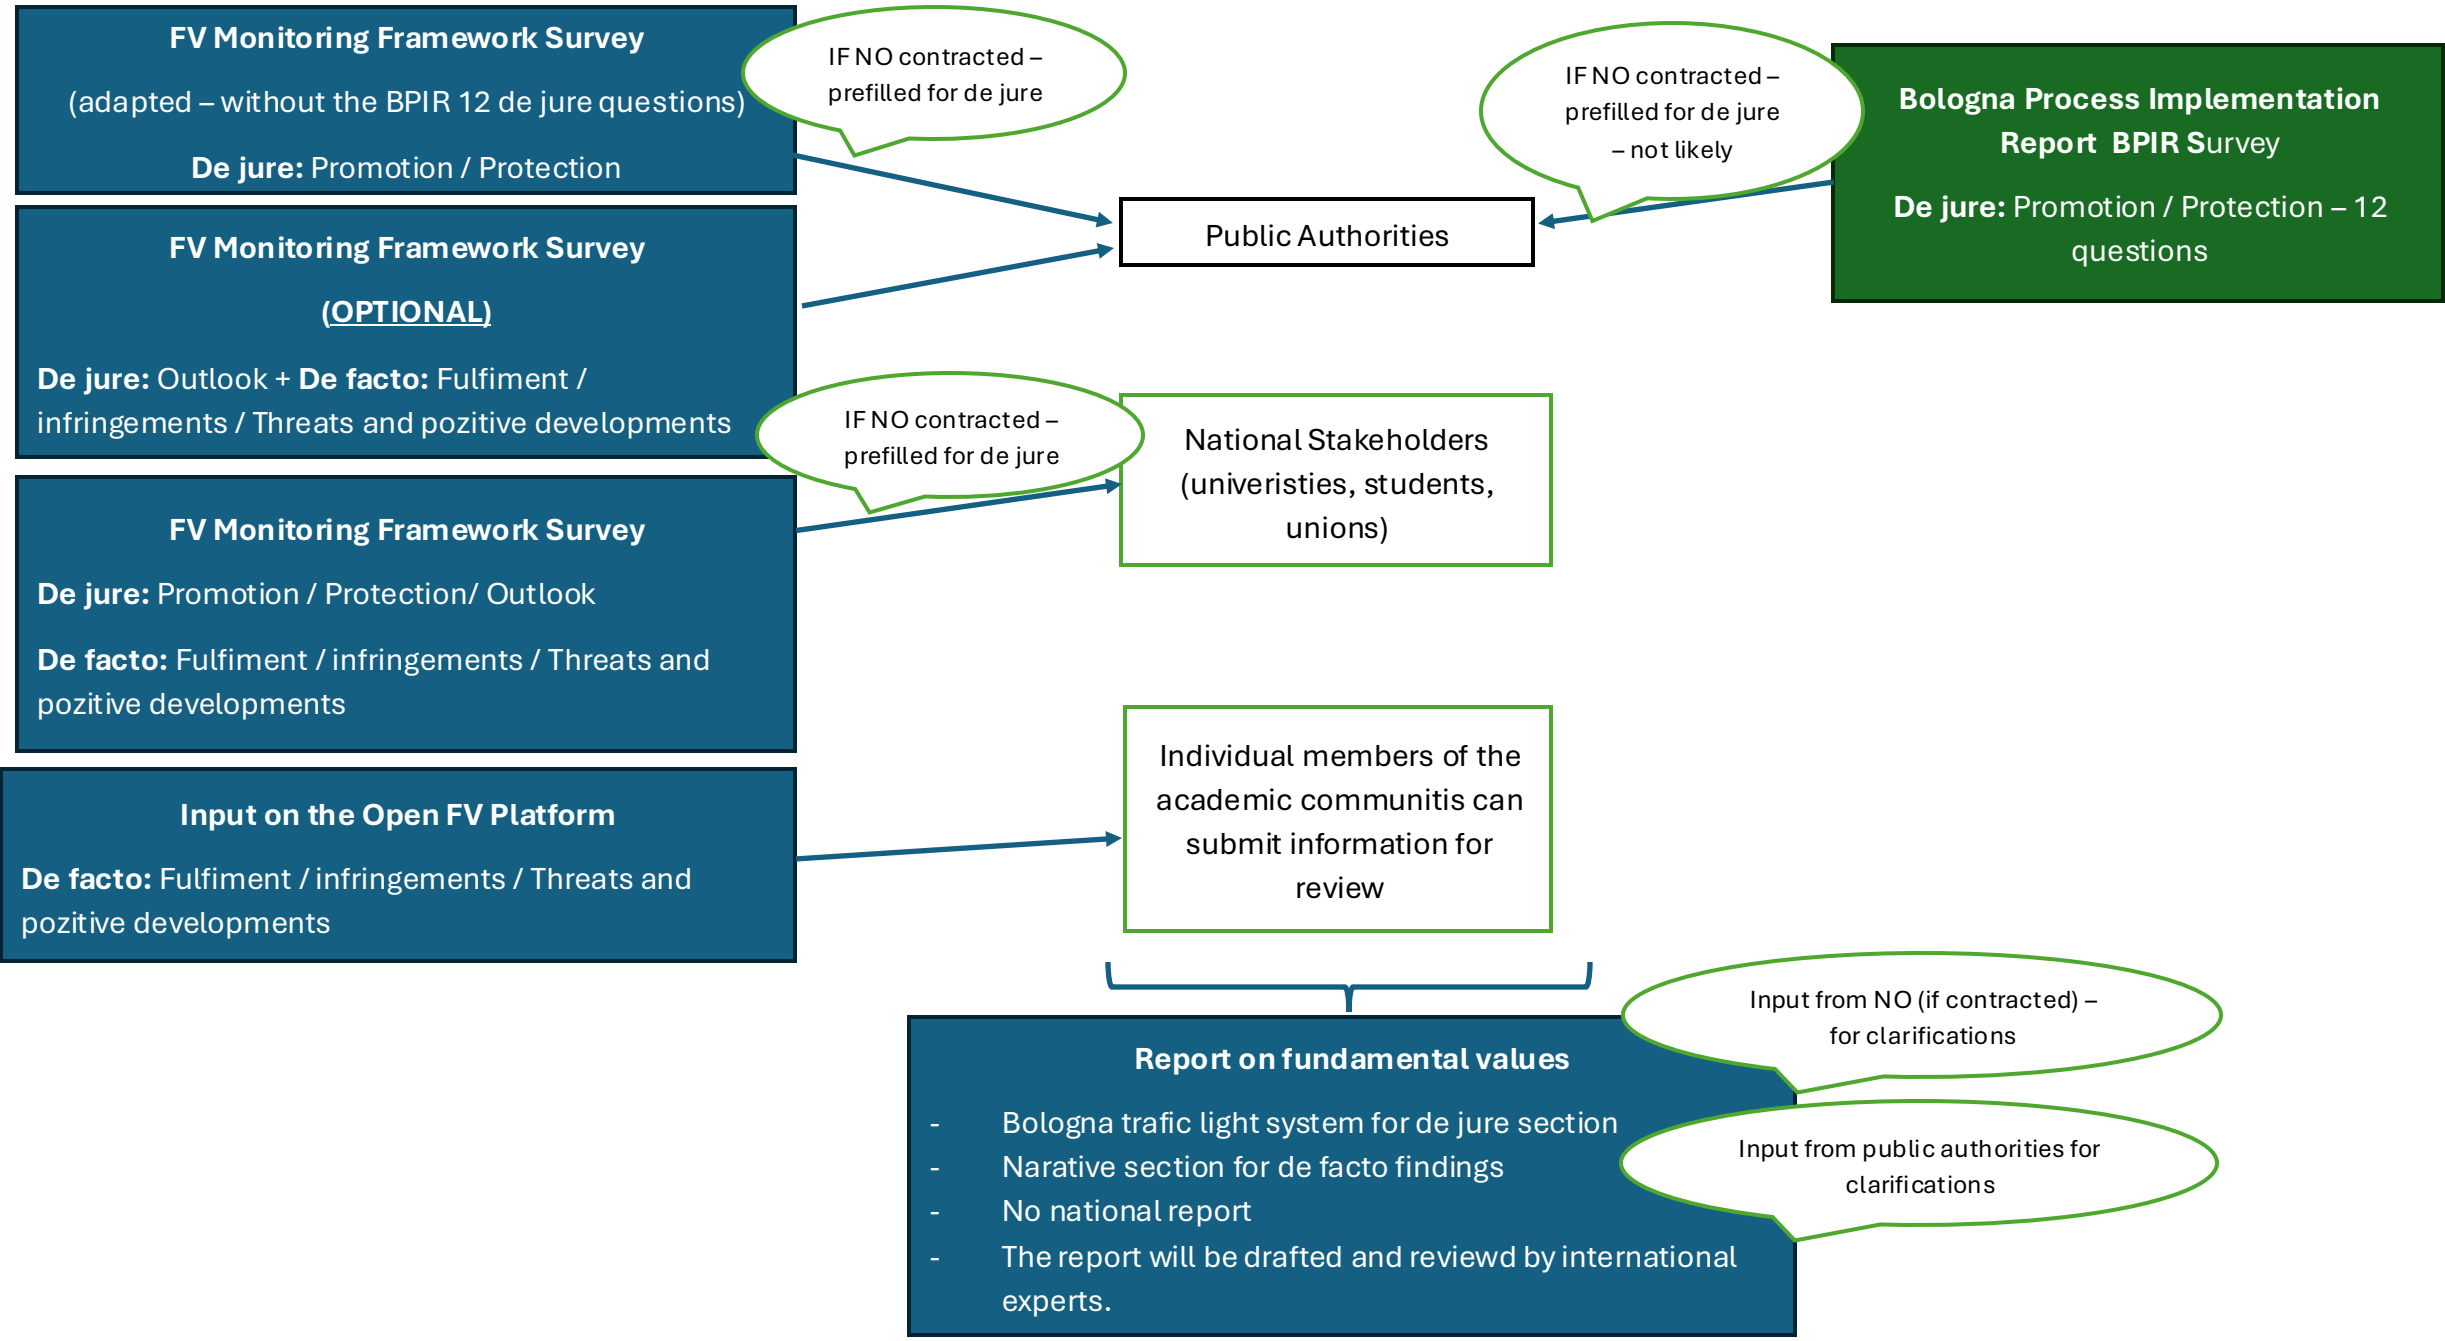 FV Monitoring Framework Survey
(adapted – without the BPIR 12 de jure questions)
De jure: Promotion / Protection
IF NO contracted –
prefilled for de jure
IF NO contracted –
prefilled for de jure
– not likely
Bologna Process Implementation
Report BPIR Survey
De jure: Promotion / Protection – 12
questions
Public Authorities
FV Monitoring Framework Survey
(OPTIONAL)
De jure: Outlook + De facto: Fulfiment /
infringements / Threats and pozitive developments
IF NO contracted –
prefilled for de jure
National Stakeholders
(univeristies, students,
unions)
FV Monitoring Framework Survey
De jure: Promotion / Protection/ Outlook
De facto: Fulfiment / infringements / Threats and
pozitive developments
Individual members of the
academic communitis can
submit information for
review
Input on the Open FV Platform
De facto: Fulfiment / infringements / Threats and
pozitive developments
Report on fundamental values
- Bologna trafic light system for de jure section
- Narative section for de facto findings
- No national report
- The report will be drafted and reviewd by international
experts.
Input from NO (if contracted) –
for clarifications
Input from public authorities for
clarifications